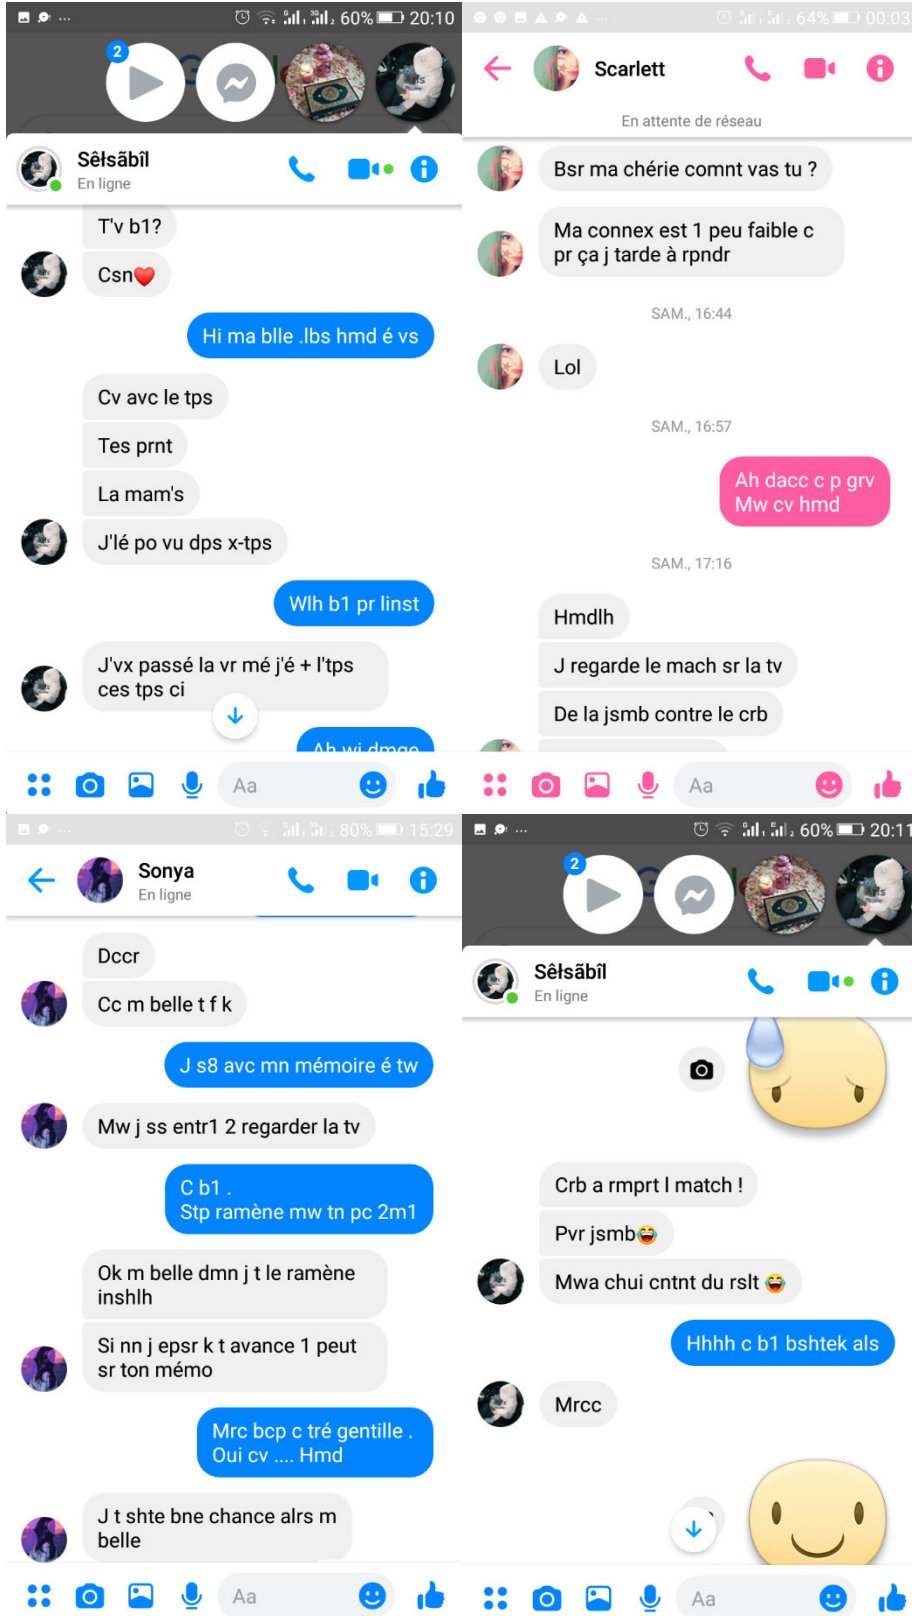 60% 20:10
2
Sêłsãbîl
En ligne
T'v b1?
Csn❤️
Hi ma blle .lbs hmd é vs
Cv avc le tps
Tes prnt
La mam's
J'lé po vu dps x-tps
Wlh b1 pr linst
J'vx passé la vr mé j'é + l'tps
ces tps ci
Ah wi dmge
Aa
64% 00:03
Scarlett
En attente de réseau
Bsr ma chérie comnt vas tu ?
Ma connex est 1 peu faible c
pr ça j tarde à rpndr
SAM., 16:44
Lol
SAM., 16:57
Ah dacc c p grv
Mw cv hmd
SAM., 17:16
Hmdlh
J regarde le mach sr la tv
De la jsmb contre le crb
Aa
80% 15:29
Sonya
En ligne
Dccr
Cc m belle t f k
J s8 avc mn mémoire é tw
Mw j ss entr1 2 regarder la tv
C b1 .
Stp ramène mw tn pc 2m1
Ok m belle dmn j t le ramène
inshlh
Si nn j epsr k t avance 1 peut
sr ton mémo
Mrc bcp c tré gentille .
Oui cv .... Hmd
J t shte bne chance alrs m
belle
Aa
60% 20:11
2
Sêłsãbîl
En ligne
Crb a rmprt l match !
Pvr jsmb😂
Mwa chui cntnt du rslt 😂
Hhhh c b1 bshtek als
Mrcc
Aa